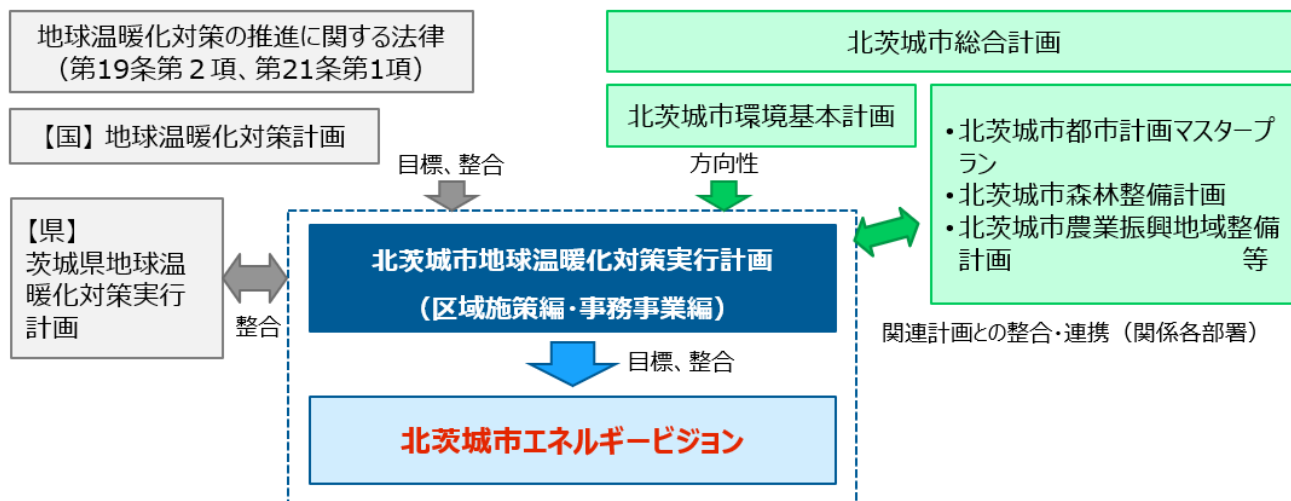 地球温暖化対策の推進に関する法律
（第19条第２項、第21条第1項）
【国】地球温暖化対策計画
目標、整合
【県】
茨城県地球温
暖化対策実行
計画
整合
北茨城市総合計画
北茨城市環境基本計画
方向性
•北茨城市都市計画マスタープ
ラン
•北茨城市森林整備計画
•北茨城市農業振興地域整備
計画 等
関連計画との整合・連携（関係各部署）
北茨城市地球温暖化対策実行計画
（区域施策編・事務事業編）
目標、整合
北茨城市エネルギービジョン